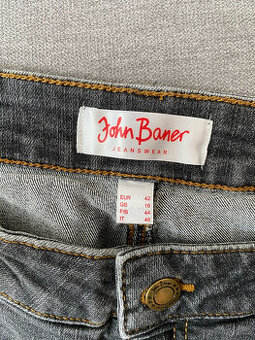 John Baner
JEANSWEAR
EUR 42
GB 16
F/B 44
IT 46